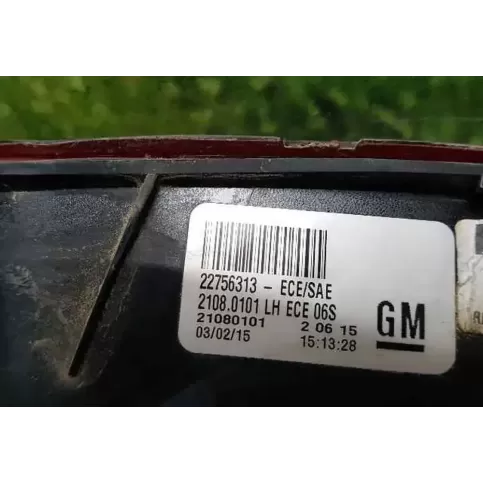 22756313 - ECE/SAE
2108.0101 LH ECE 06S
21080101 2 06 15
03/02/15 15:13:28
GM